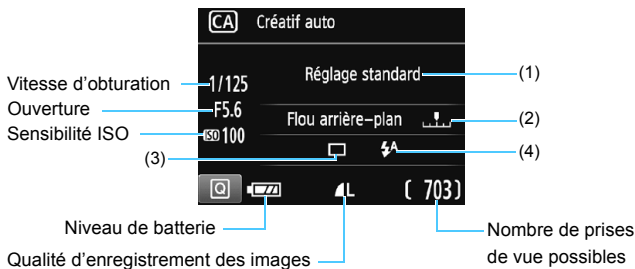 CA Créatif auto
Vitesse d'obturation 1/125 Réglage standard (1)
Ouverture F5.6 Flou arrière-plan (2)
Sensibilité ISO ISO 100
(3) A (4)
Q L ( 703)
Niveau de batterie Nombre de prises
de vue possibles
Qualité d'enregistrement des images